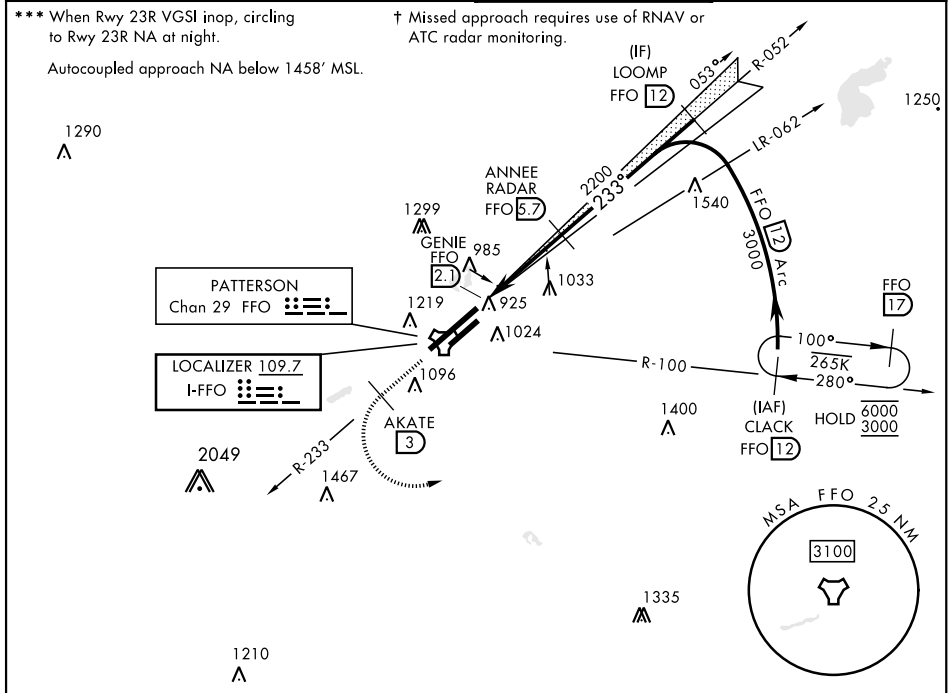 *** When Rwy 23R VGSI inop, circling
to Rwy 23R NA at night.
Autocoupled approach NA below 1458' MSL.
† Missed approach requires use of RNAV or
ATC radar monitoring.
(IF)
LOOMP
FFO 12
053°
R-052
1250
1290
LR-062
ANNEE
RADAR
FFO 5.7
2200
233°
1540
1299
GENIE
FFO
2.1
985
1033
FFO 12 Arc
3000
PATTERSON
Chan 29 FFO
1219
925
1024
FFO
17
LOCALIZER 109.7
I-FFO
1096
R-100
100°
265K
280°
AKATE
3
1400
(IAF)
CLACK
FFO 12
HOLD 6000
3000
2049
R-233
1467
MSA FFO 25 NM
3100
1335
1210